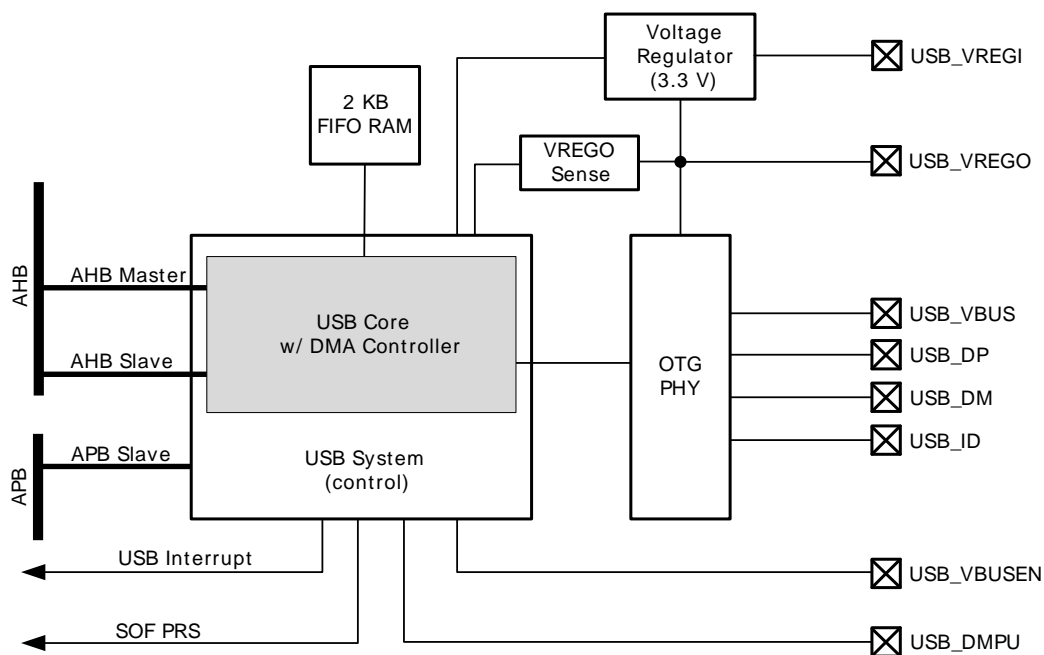 Voltage
Regulator
(3.3 V)
USB_VREGI
2 KB
FIFO RAM
VREGO
Sense
USB_VREGO
AHB
AHB Master
AHB Slave
USB Core
w/ DMA Controller
OTG
PHY
USB_VBUS
USB_DP
USB_DM
USB_ID
APB
APB Slave
USB System
(control)
USB Interrupt
USB_VBUSEN
SOF PRS
USB_DMPU